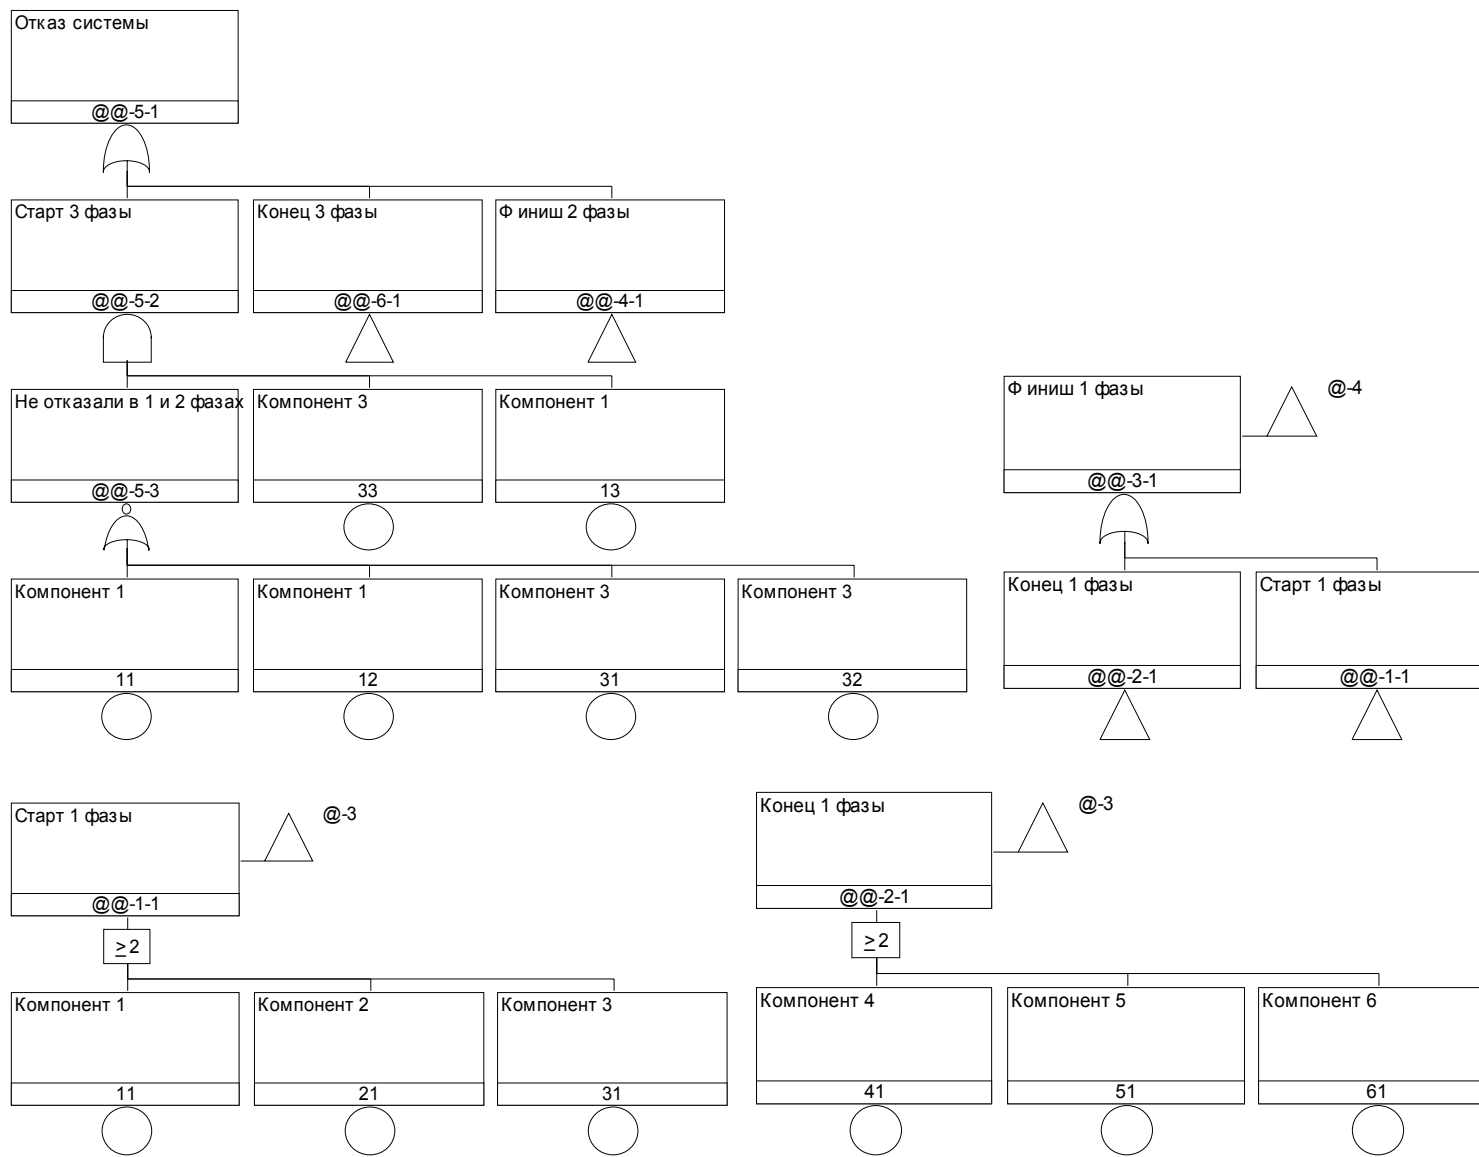 Отказ системы
@@-5-1
Старт 3 фазы
Конец 3 фазы
Ф иниш 2 фазы
@@-5-2
@@-6-1
@@-4-1
Не отказали в 1 и 2 фазах
Компонент 3
Компонент 1
@@-5-3
33
13
Компонент 1
Компонент 1
Компонент 3
Компонент 3
11
12
31
32
Ф иниш 1 фазы
@-4
@@-3-1
Конец 1 фазы
Старт 1 фазы
@@-2-1
@@-1-1
Старт 1 фазы
@-3
@@-1-1
≥2
Компонент 1
Компонент 2
Компонент 3
11
21
31
Конец 1 фазы
@-3
@@-2-1
≥2
Компонент 4
Компонент 5
Компонент 6
41
51
61